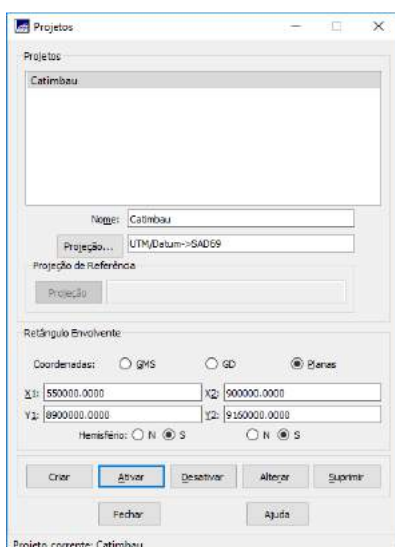 Projetos
Projetos
Catimbau
Nome: Catimbau
Projeção... UTM/Datum->SAD69
Projeção de Referência
Projeção
Retângulo Envolvente
Coordenadas: GMS GD Planas
X1: 550000.0000 X2: 900000.0000
Y1: 8900000.0000 Y2: 9160000.0000
Hemisfério: N S N S
Criar Ativar Desativar Alterar Suprimir
Fechar Ajuda
Projeto corrente: Catimbau